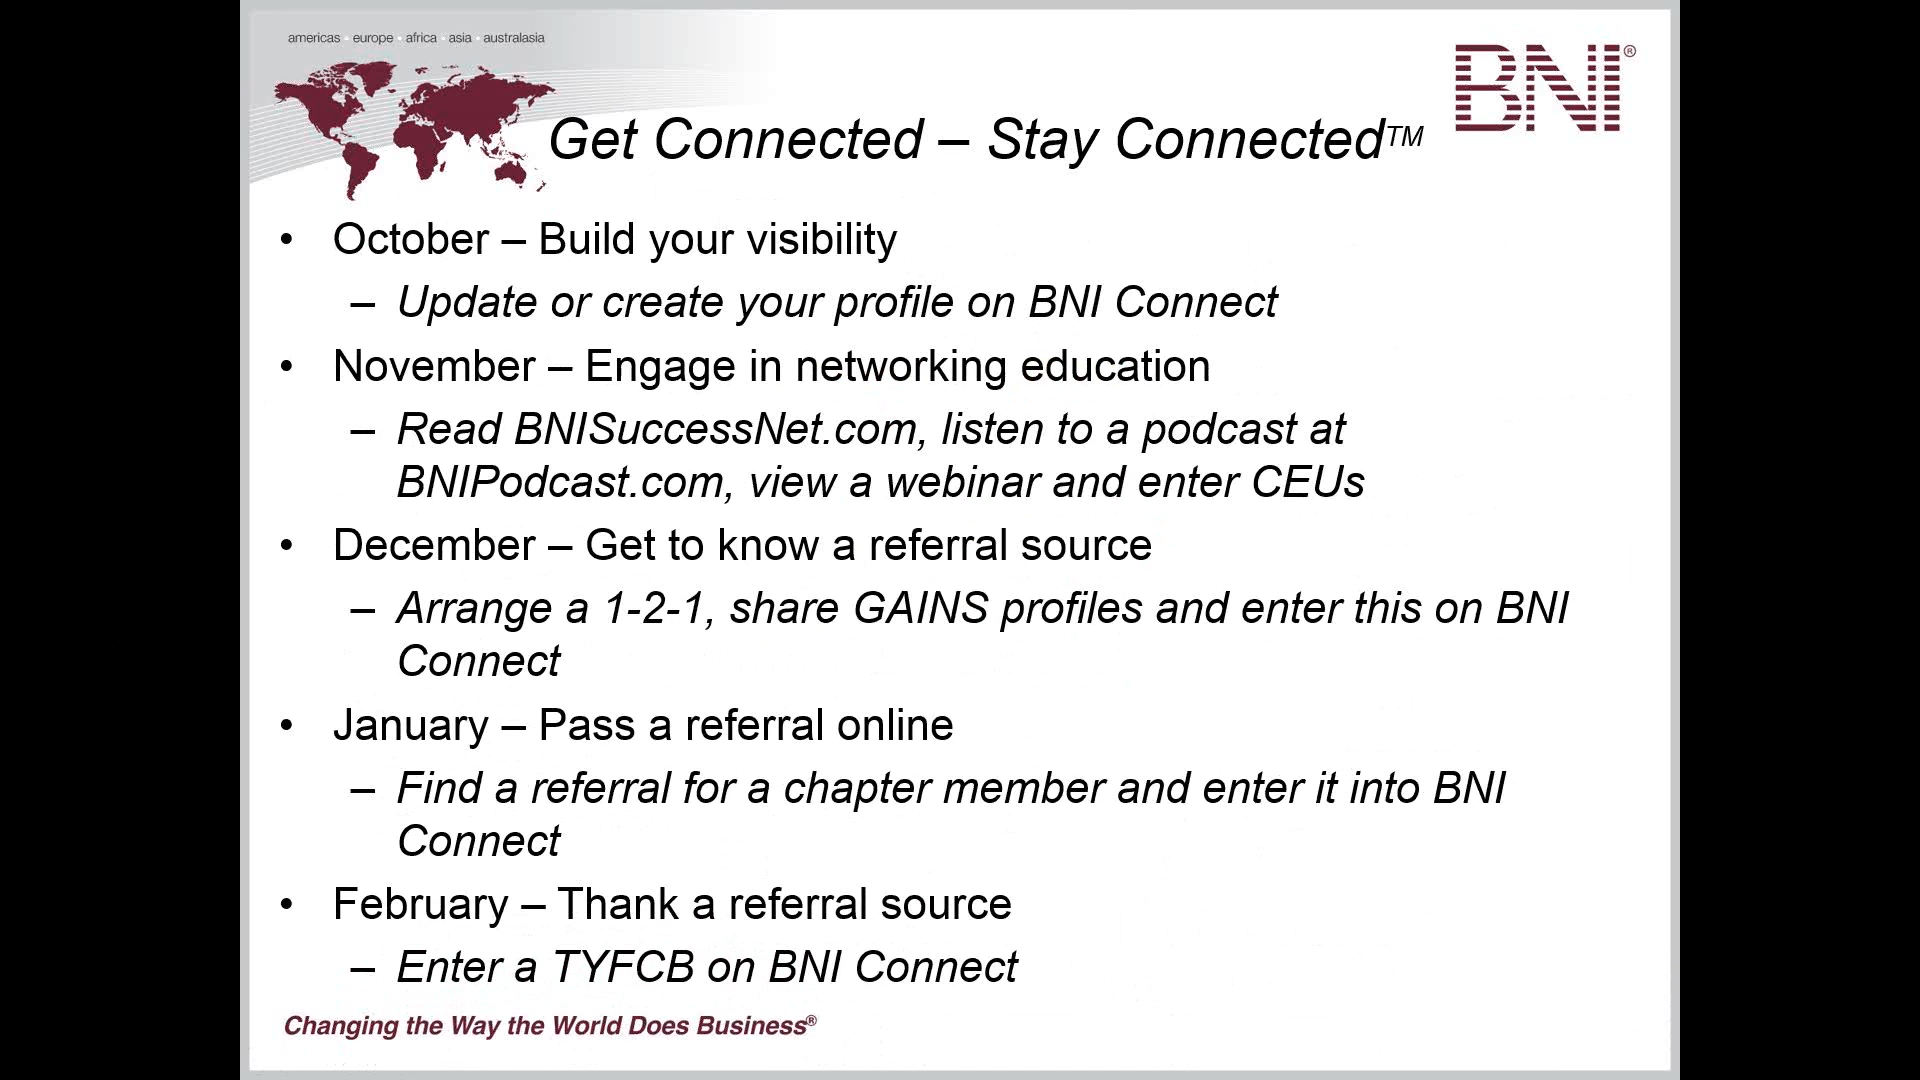 americas • europe • africa • asia • australasia
BNI®
Get Connected – Stay Connected™
• October – Build your visibility
– Update or create your profile on BNI Connect
• November – Engage in networking education
– Read BNISuccessNet.com, listen to a podcast at
BNIPodcast.com, view a webinar and enter CEUs
• December – Get to know a referral source
– Arrange a 1-2-1, share GAINS profiles and enter this on BNI
Connect
• January – Pass a referral online
– Find a referral for a chapter member and enter it into BNI
Connect
• February – Thank a referral source
– Enter a TYFCB on BNI Connect
Changing the Way the World Does Business®